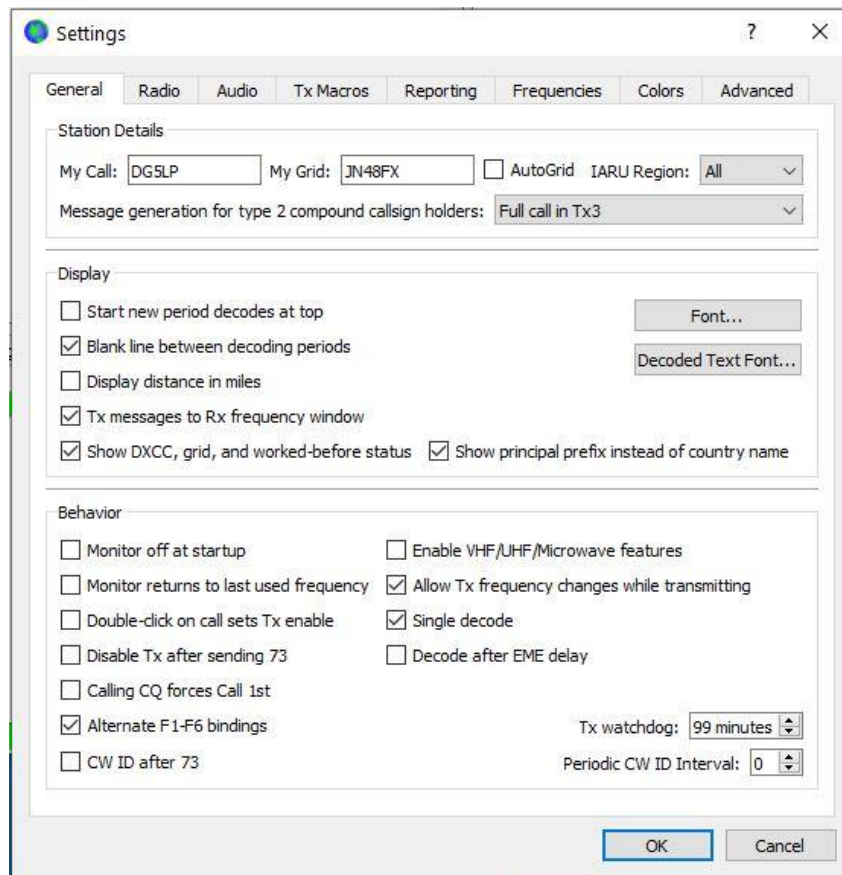 Settings
General Radio Audio Tx Macros Reporting Frequencies Colors Advanced
Station Details
My Call: DG5LP My Grid: JN48FX AutoGrid IARU Region: All
Message generation for type 2 compound callsign holders: Full call in Tx3
Display
Start new period decodes at top
Font...
Blank line between decoding periods
Decoded Text Font...
Display distance in miles
Tx messages to Rx frequency window
Show DXCC, grid, and worked-before status Show principal prefix instead of country name
Behavior
Monitor off at startup Enable VHF/UHF/Microwave features
Monitor returns to last used frequency Allow Tx frequency changes while transmitting
Double-click on call sets Tx enable Single decode
Disable Tx after sending 73 Decode after EME delay
Calling CQ forces Call 1st
Alternate F1-F6 bindings Tx watchdog: 99 minutes
CW ID after 73 Periodic CW ID Interval: 0
OK Cancel